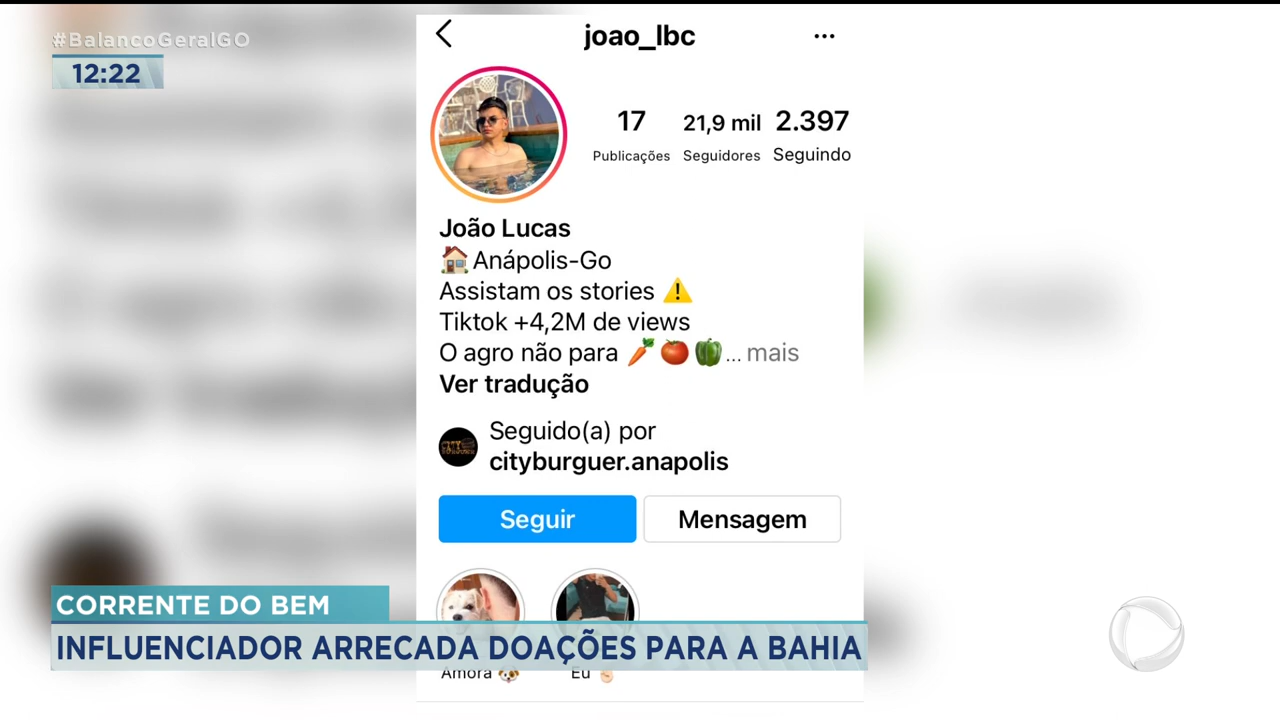 #BalancoGeralGO
12:22
joao_lbc
...
17
21,9 mil
2.397
Publicações
Seguidores
Seguindo
João Lucas
🏠Anápolis-Go
Assistam os stories ⚠️
Tiktok +4,2M de views
O agro não para 🥕🍅🫑... mais
Ver tradução
Seguido(a) por
cityburguer.anapolis
Seguir
Mensagem
CORRENTE DO BEM
INFLUENCIADOR ARRECADA DOAÇÕES PARA A BAHIA
Amora 🐶
Eu